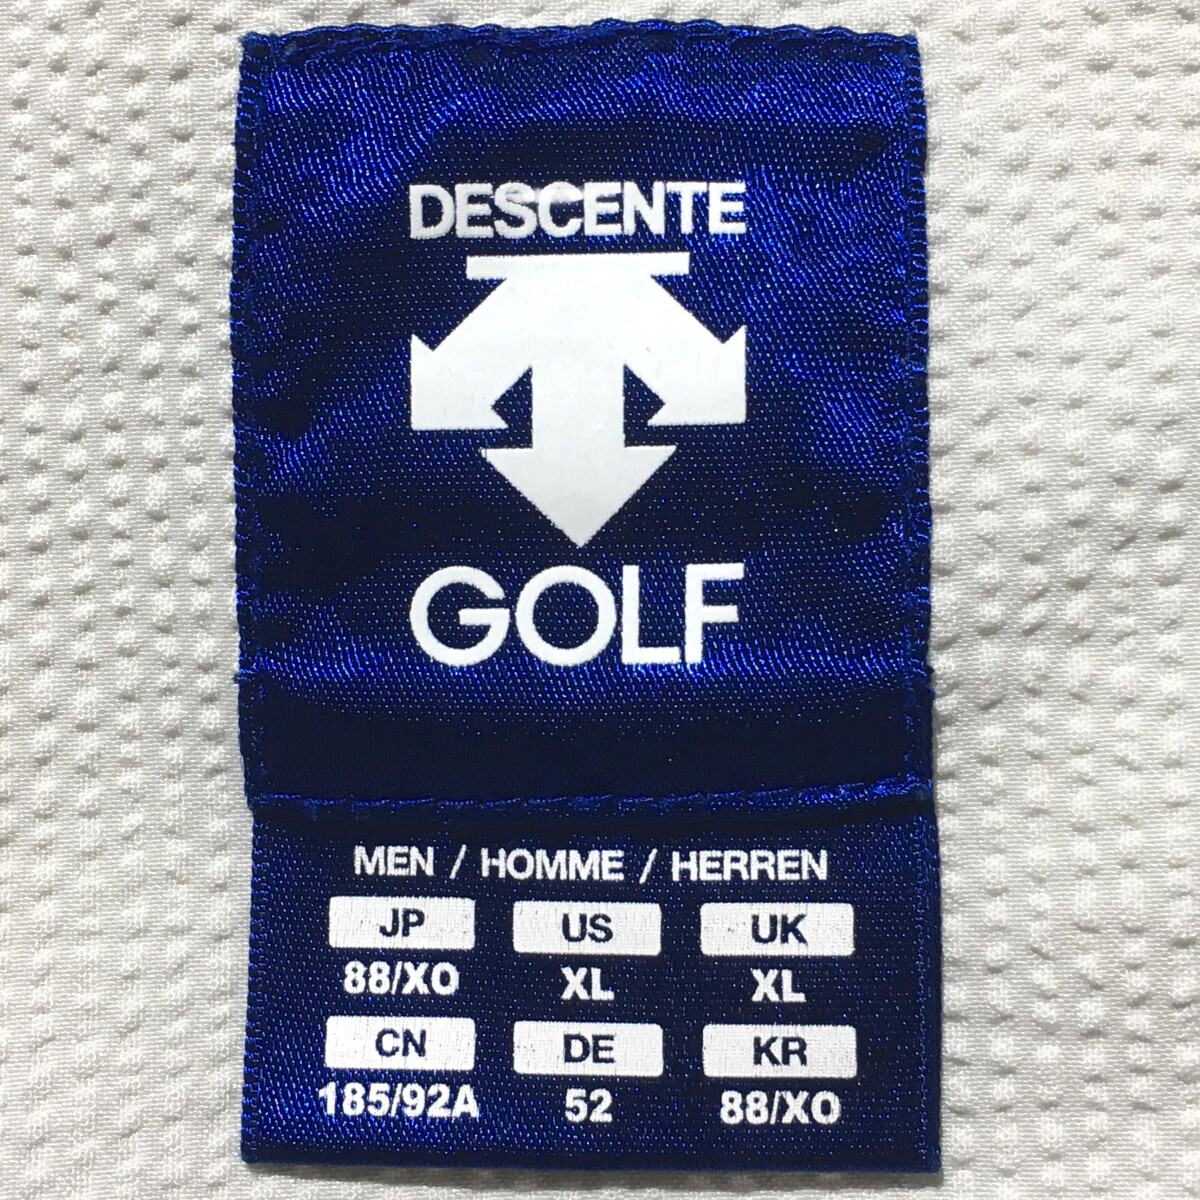 DESCENTE
GOLF
MEN / HOMME / HERREN
JP US UK
88/XO XL XL
CN DE KR
185/92A 52 88/XO